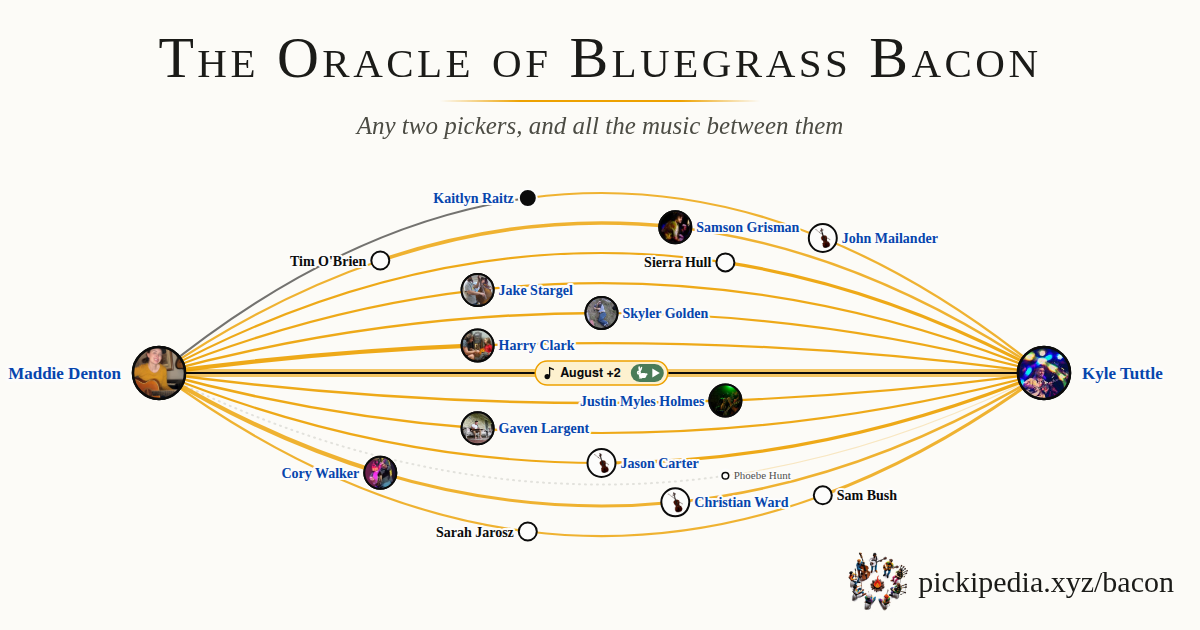 The Oracle of Bluegrass Bacon
Any two pickers, and all the music between them
Kaitlyn Raitz
Samson Grisman
John Mailander
Tim O'Brien
Sierra Hull
Jake Stargel
Skyler Golden
Harry Clark
Maddie Denton
August +2
Kyle Tuttle
Justin Myles Holmes
Gaven Largent
Jason Carter
Cory Walker
Phoebe Hunt
Christian Ward
Sam Bush
Sarah Jarosz
pickipedia.xyz/bacon